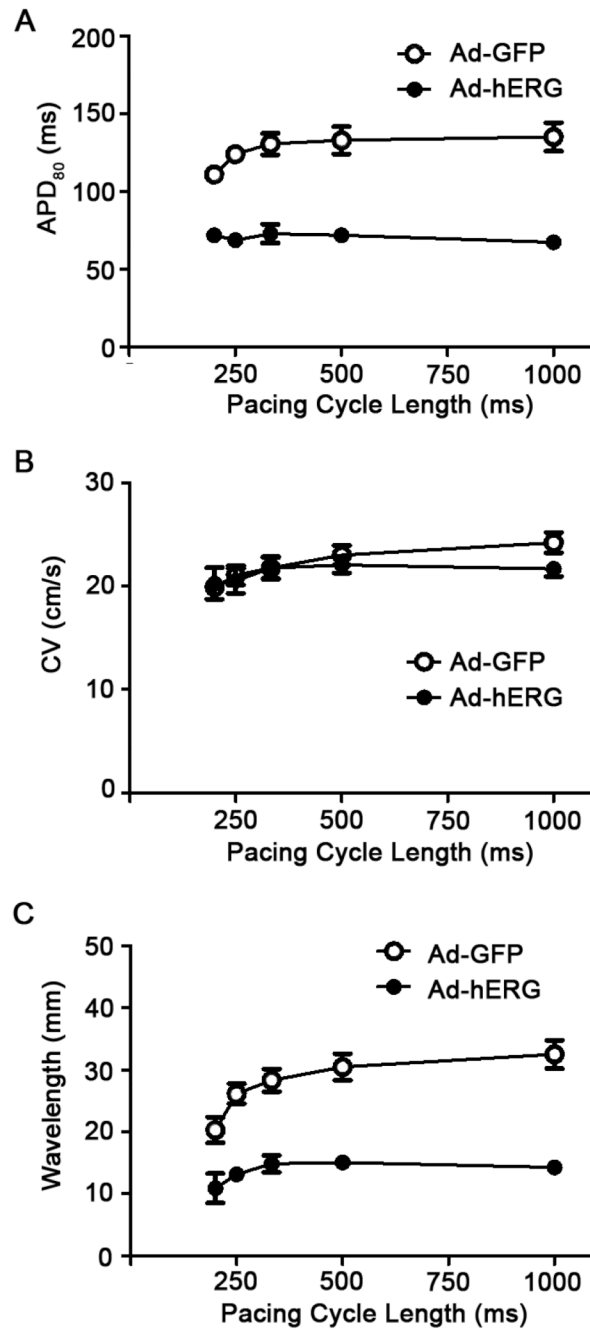 A
200
150
100
50
0
APD80 (ms)
Ad-GFP
Ad-hERG
250
500
750
1000
Pacing Cycle Length (ms)
B
30
20
10
0
CV (cm/s)
Ad-GFP
Ad-hERG
250
500
750
1000
Pacing Cycle Length (ms)
C
50
40
30
20
10
0
Wavelength (mm)
Ad-GFP
Ad-hERG
250
500
750
1000
Pacing Cycle Length (ms)